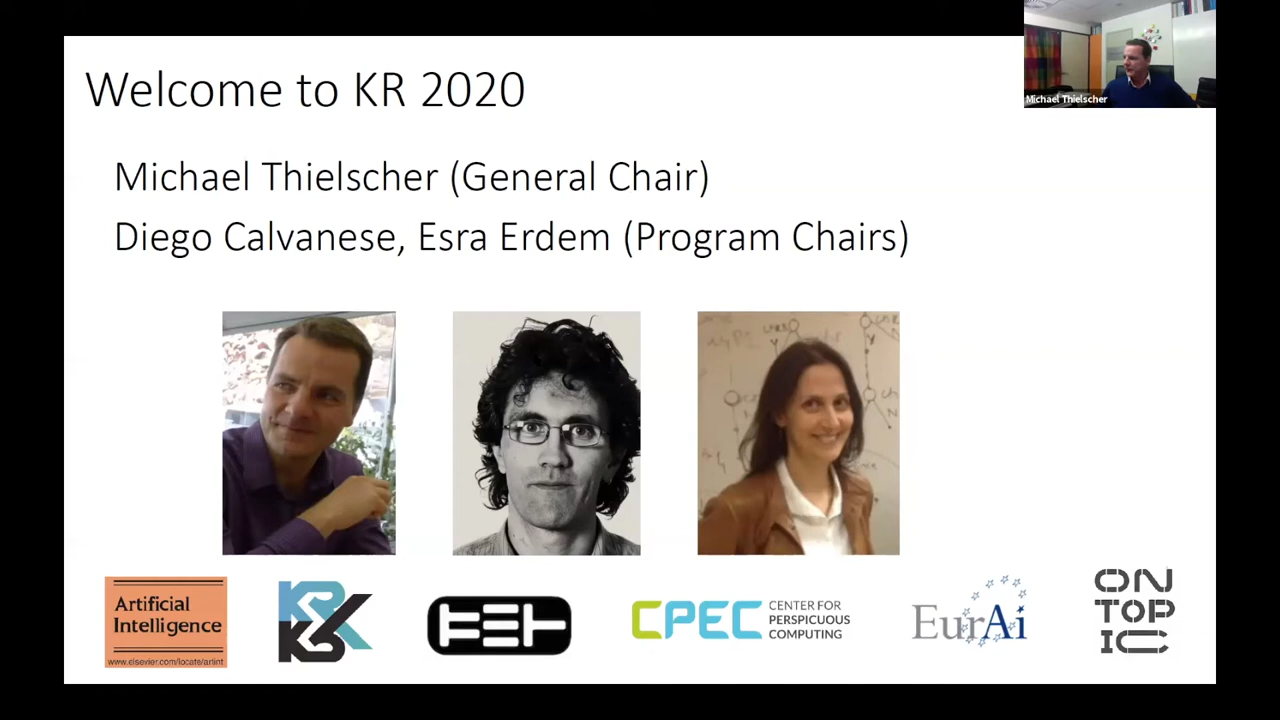 Welcome to KR 2020
Michael Thielscher
Michael Thielscher (General Chair)
Diego Calvanese, Esra Erdem (Program Chairs)
Artificial
Intelligence
www.elsevier.com/locate/artint
KR
CPEC
CENTER FOR
PERSPICUOUS
COMPUTING
EurAi
ON
TOP
IC